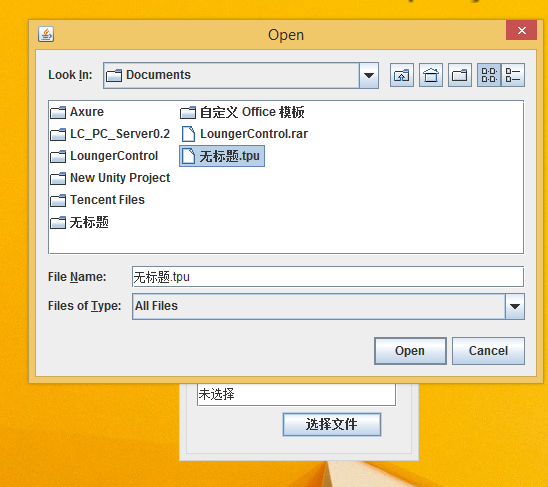 Open
Look In: Documents
Axure
自定义 Office 模板
LC_PC_Server0.2
LoungerControl.rar
LoungerControl
无标题.tpu
New Unity Project
Tencent Files
无标题
File Name: 无标题.tpu
Files of Type: All Files
Open Cancel
未选择
选择文件